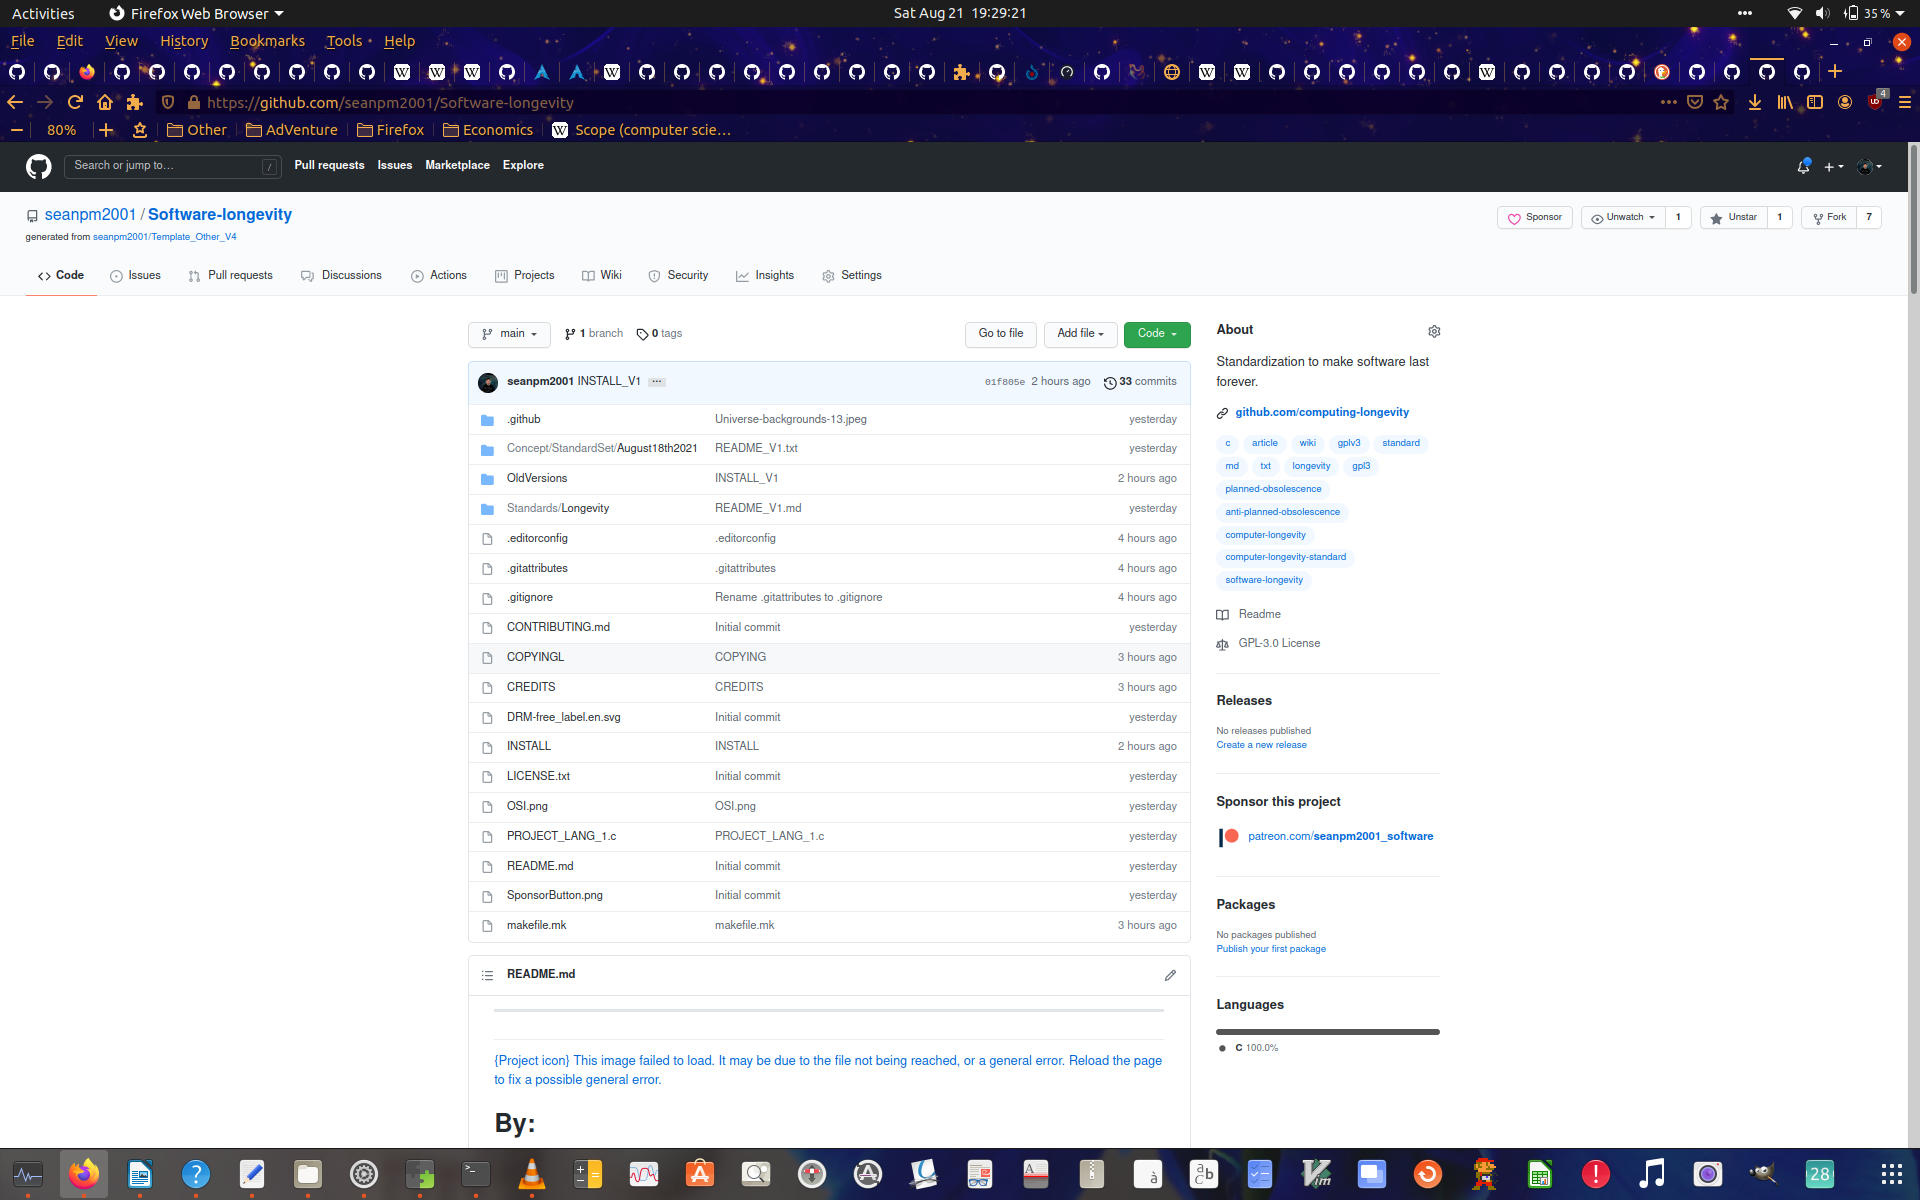 Activities Firefox Web Browser Sat Aug 21 19:29:21 35 %
File Edit View History Bookmarks Tools Help
https://github.com/seanpm2001/Software-longevity 4
80% Other AdVenture Firefox Economics Scope (computer scie…
Search or jump to… / Pull requests Issues Marketplace Explore
seanpm2001 / Software-longevity Sponsor Unwatch 1 Unstar 1 Fork 7
generated from seanpm2001/Template_Other_V4
Code Issues Pull requests Discussions Actions Projects Wiki Security Insights Settings
main 1 branch 0 tags Go to file Add file Code
seanpm2001 INSTALL_V1 … 01f805e 2 hours ago 33 commits
.github Universe-backgrounds-13.jpeg yesterday
Concept/StandardSet/August18th2021 README_V1.txt yesterday
OldVersions INSTALL_V1 2 hours ago
Standards/Longevity README_V1.md yesterday
.editorconfig .editorconfig 4 hours ago
.gitattributes .gitattributes 4 hours ago
.gitignore Rename .gitattributes to .gitignore 4 hours ago
CONTRIBUTING.md Initial commit yesterday
COPYINGL COPYING 3 hours ago
CREDITS CREDITS 3 hours ago
DRM-free_label.en.svg Initial commit yesterday
INSTALL INSTALL 2 hours ago
LICENSE.txt Initial commit yesterday
OSI.png OSI.png yesterday
PROJECT_LANG_1.c PROJECT_LANG_1.c yesterday
README.md Initial commit yesterday
SponsorButton.png Initial commit yesterday
makefile.mk makefile.mk 3 hours ago
README.md
{Project icon} This image failed to load. It may be due to the file not being reached, or a general error. Reload the page
to fix a possible general error.
By:
About
Standardization to make software last
forever.
github.com/computing-longevity
c article wiki gplv3 standard
md txt longevity gpl3
planned-obsolescence
anti-planned-obsolescence
computer-longevity
computer-longevity-standard
software-longevity
Readme
GPL-3.0 License
Releases
No releases published
Create a new release
Sponsor this project
patreon.com/seanpm2001_software
Packages
No packages published
Publish your first package
Languages
C 100.0%
28